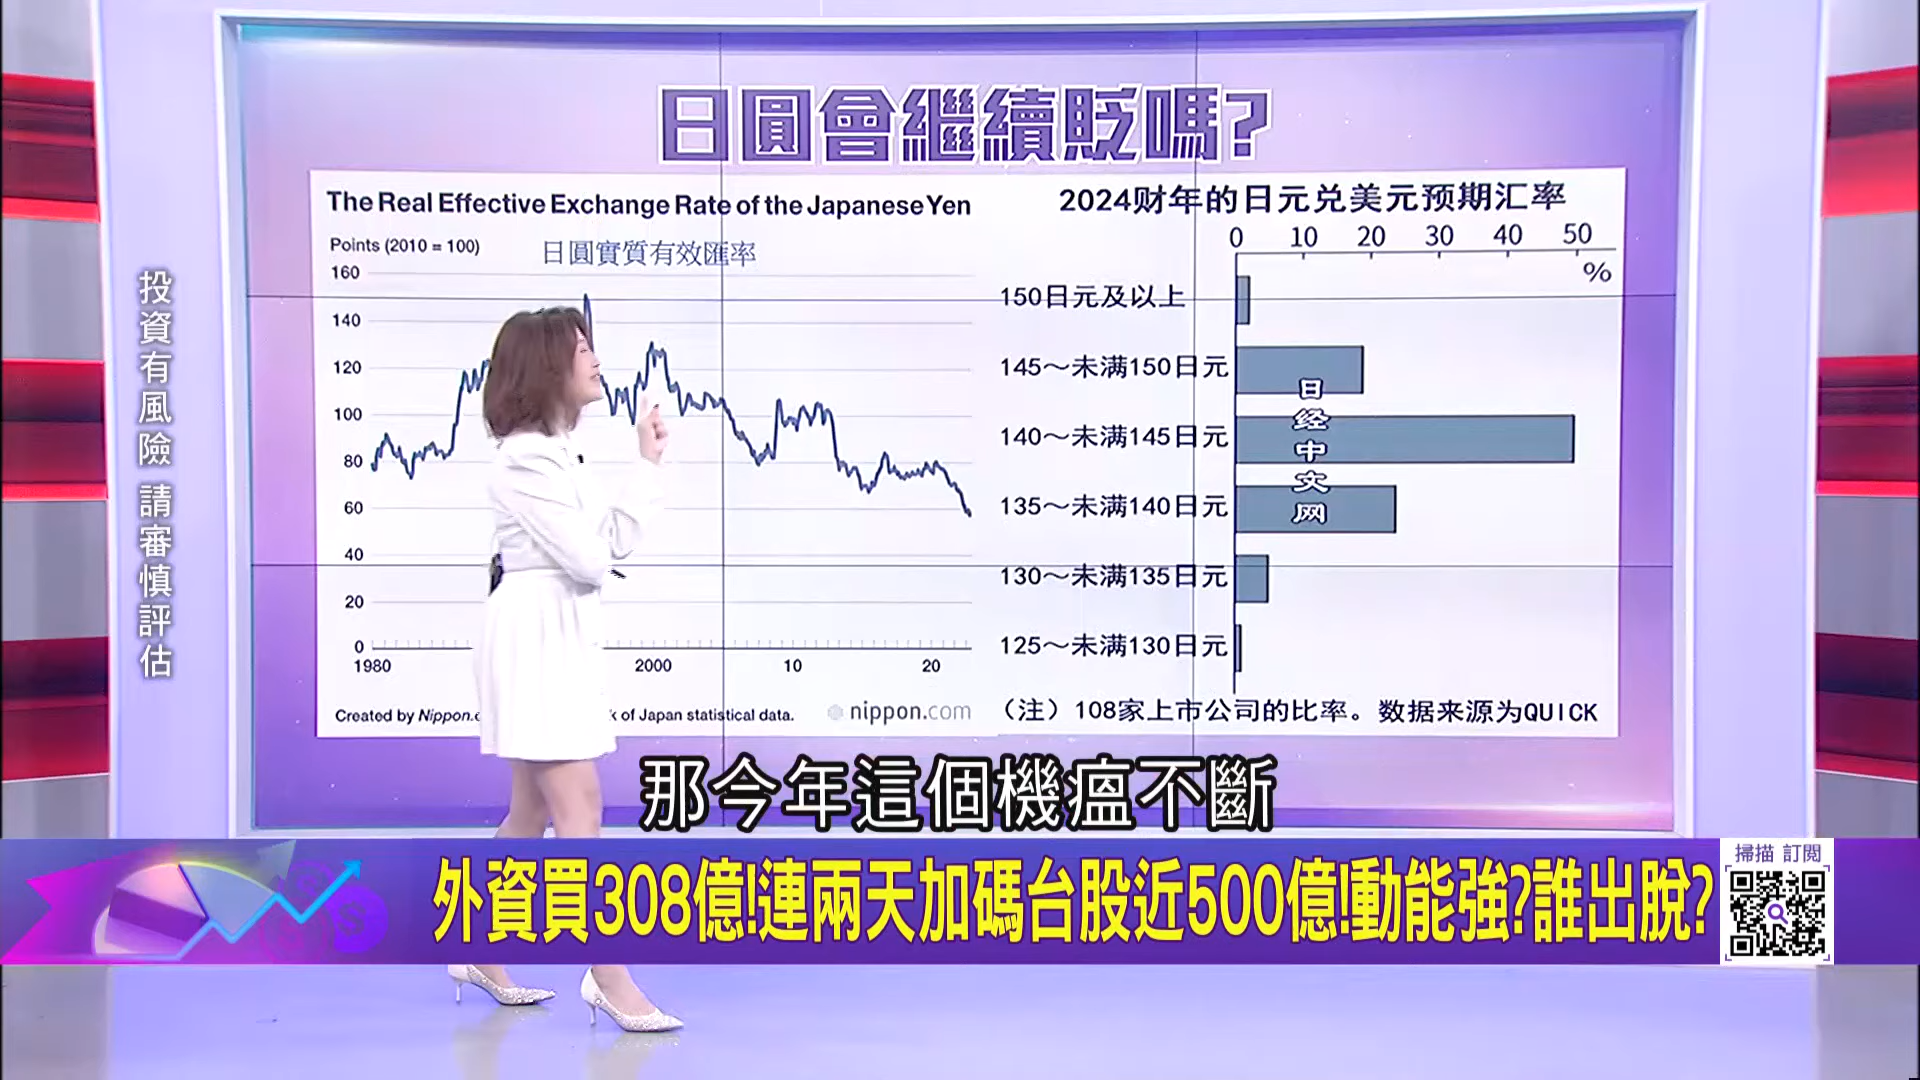 日圓會繼續貶嗎?
The Real Effective Exchange Rate of the Japanese Yen
Points (2010 = 100)
日圓實質有效匯率
160
140
120
100
80
60
40
20
0
1980
2000
10
20
Created by Nippon.c
k of Japan statistical data.
nippon.com
2024财年的日元兑美元预期汇率
0 10 20 30 40 50
%
150日元及以上
145～未满150日元
140～未满145日元
135～未满140日元
130～未满135日元
125～未满130日元
日经中文网
（注）108家上市公司的比率。数据来源为QUICK
投資有風險 請審慎評估
那今年這個機瘟不斷
外資買308億!連兩天加碼台股近500億!動能強?誰出脫?
掃描 訂閱